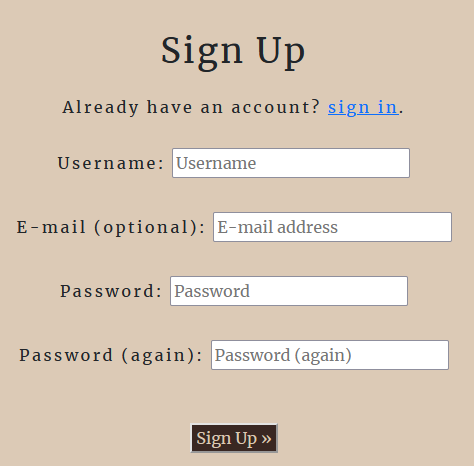 Sign Up
Already have an account? sign in.
Username: Username
E-mail (optional): E-mail address
Password: Password
Password (again): Password (again)
Sign Up »